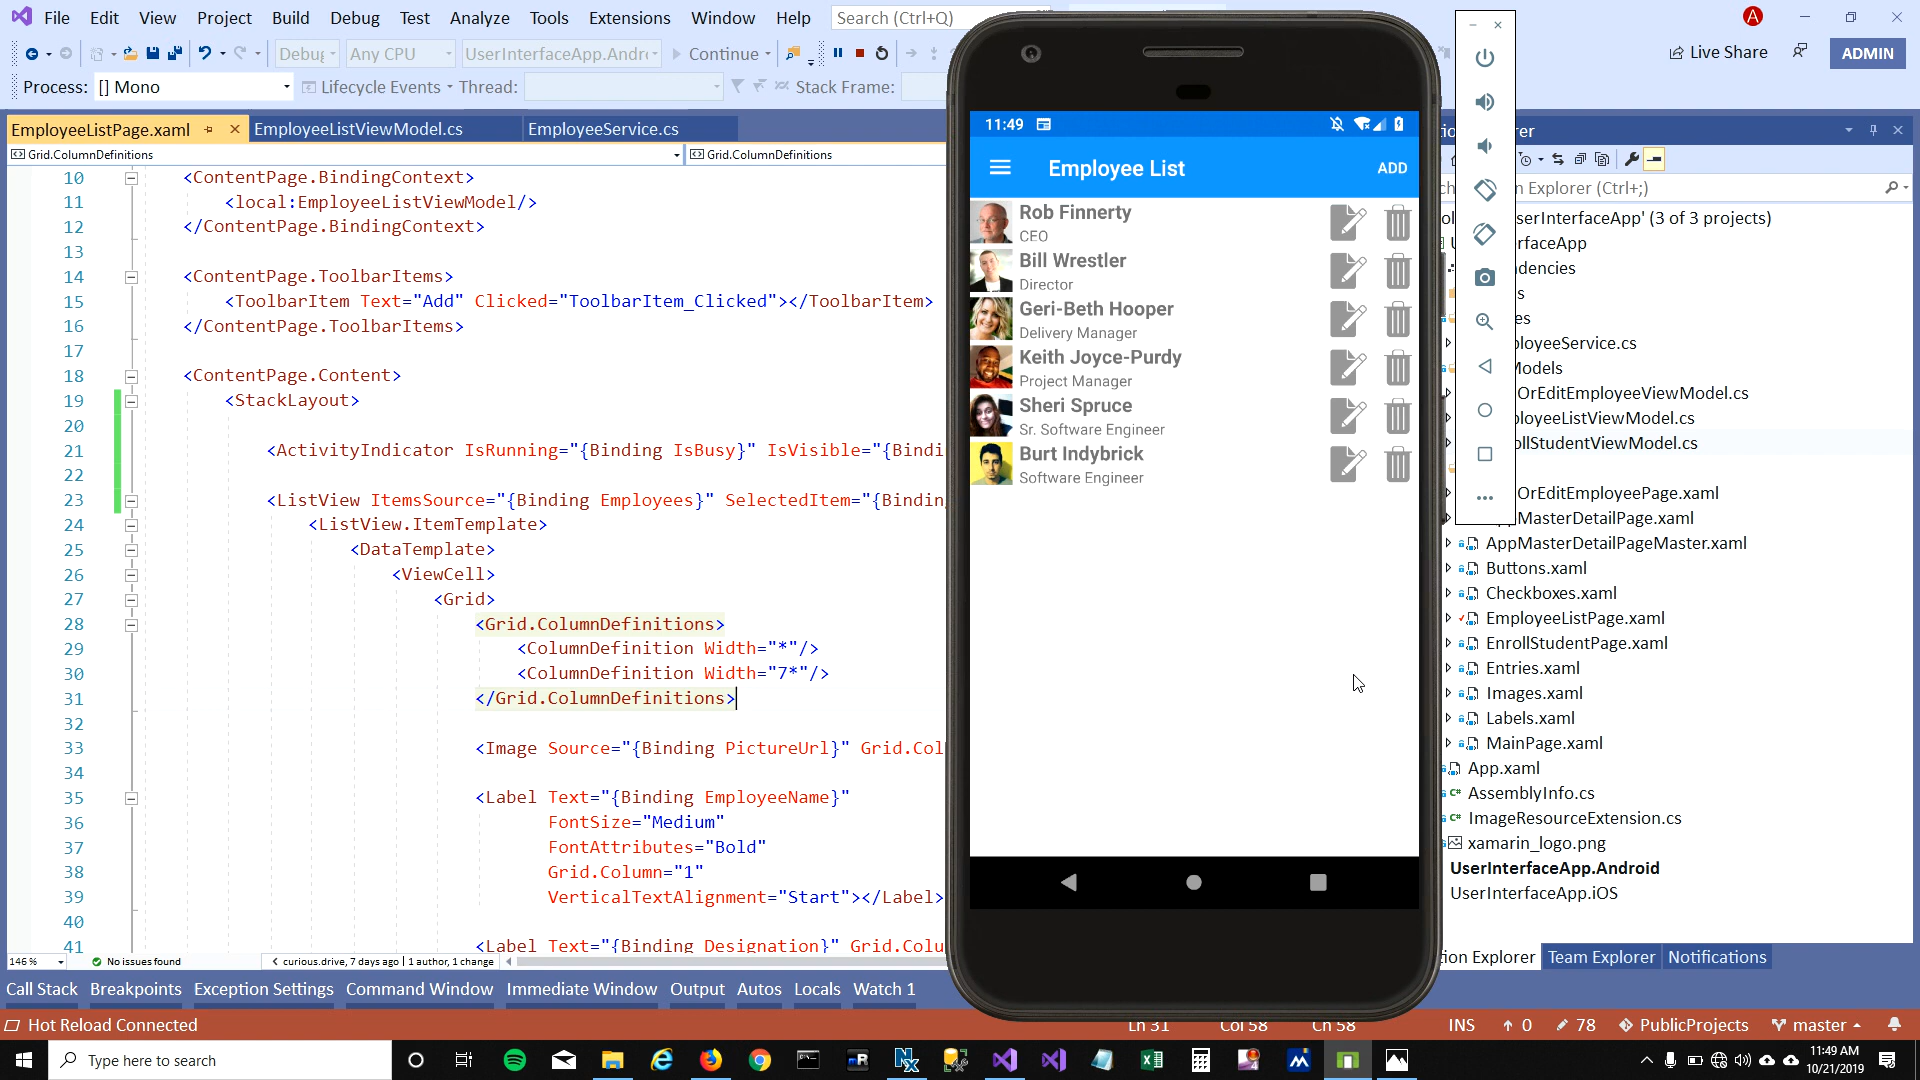 File Edit View Project Build Debug Test Analyze Tools Extensions Window Help Search (Ctrl+Q)
A
Debug Any CPU UserInterfaceApp.Andr Continue
Live Share
ADMIN
Process: [] Mono Lifecycle Events Thread: Stack Frame:
EmployeeListPage.xaml EmployeeListViewModel.cs EmployeeService.cs
Grid.ColumnDefinitions Grid.ColumnDefinitions
10 <ContentPage.BindingContext>
11 <local:EmployeeListViewModel/>
12 </ContentPage.BindingContext>
13
14 <ContentPage.ToolbarItems>
15 <ToolbarItem Text="Add" Clicked="ToolbarItem_Clicked"></ToolbarItem>
16 </ContentPage.ToolbarItems>
17
18 <ContentPage.Content>
19 <StackLayout>
20
21 <ActivityIndicator IsRunning="{Binding IsBusy}" IsVisible="{Bindi
22
23 <ListView ItemsSource="{Binding Employees}" SelectedItem="{Binding
24 <ListView.ItemTemplate>
25 <DataTemplate>
26 <ViewCell>
27 <Grid>
28 <Grid.ColumnDefinitions>
29 <ColumnDefinition Width="*"/>
30 <ColumnDefinition Width="7*"/>
31 </Grid.ColumnDefinitions>
32
33 <Image Source="{Binding PictureUrl}" Grid.Col
34
35 <Label Text="{Binding EmployeeName}"
36 FontSize="Medium"
37 FontAttributes="Bold"
38 Grid.Column="1"
39 VerticalTextAlignment="Start"></Label>
40
41 <Label Text="{Binding Designation}" Grid.Colu
146 % No issues found curious.drive, 7 days ago | 1 author, 1 change
11:49
Employee List
ADD
Rob Finnerty
CEO
Bill Wrestler
Director
Geri-Beth Hooper
Delivery Manager
Keith Joyce-Purdy
Project Manager
Sheri Spruce
Sr. Software Engineer
Burt Indybrick
Software Engineer
orer
n Explorer (Ctrl+;)
serInterfaceApp' (3 of 3 projects)
rfaceApp
dencies
s
es
ployeeService.cs
Models
OrEditEmployeeViewModel.cs
ployeeListViewModel.cs
ollStudentViewModel.cs
OrEditEmployeePage.xaml
pMasterDetailPage.xaml
AppMasterDetailPageMaster.xaml
Buttons.xaml
Checkboxes.xaml
EmployeeListPage.xaml
EnrollStudentPage.xaml
Entries.xaml
Images.xaml
Labels.xaml
MainPage.xaml
App.xaml
AssemblyInfo.cs
ImageResourceExtension.cs
xamarin_logo.png
UserInterfaceApp.Android
UserInterfaceApp.iOS
ion Explorer Team Explorer Notifications
Call Stack Breakpoints Exception Settings Command Window Immediate Window Output Autos Locals Watch 1
Hot Reload Connected Ln 31 Col 58 Ch 58 INS 0 78 PublicProjects master
Type here to search
11:49 AM
10/21/2019